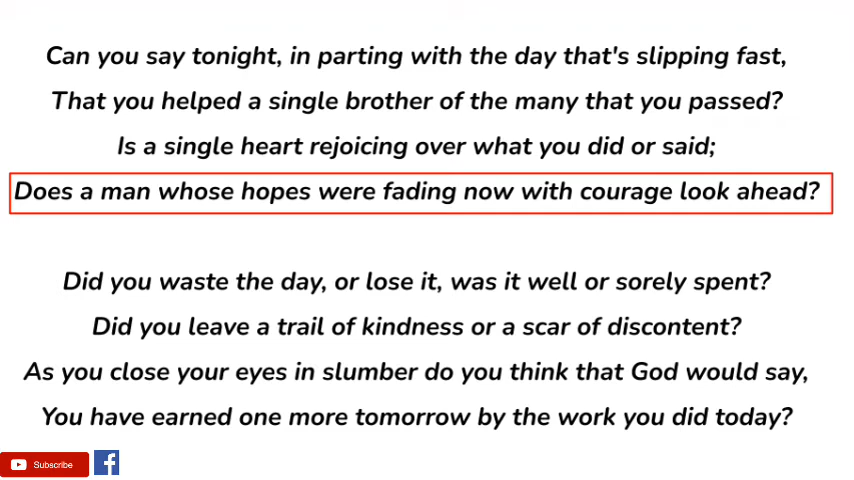 Can you say tonight, in parting with the day that's slipping fast,
That you helped a single brother of the many that you passed?
Is a single heart rejoicing over what you did or said;
Does a man whose hopes were fading now with courage look ahead?
Did you waste the day, or lose it, was it well or sorely spent?
Did you leave a trail of kindness or a scar of discontent?
As you close your eyes in slumber do you think that God would say,
You have earned one more tomorrow by the work you did today?
Subscribe